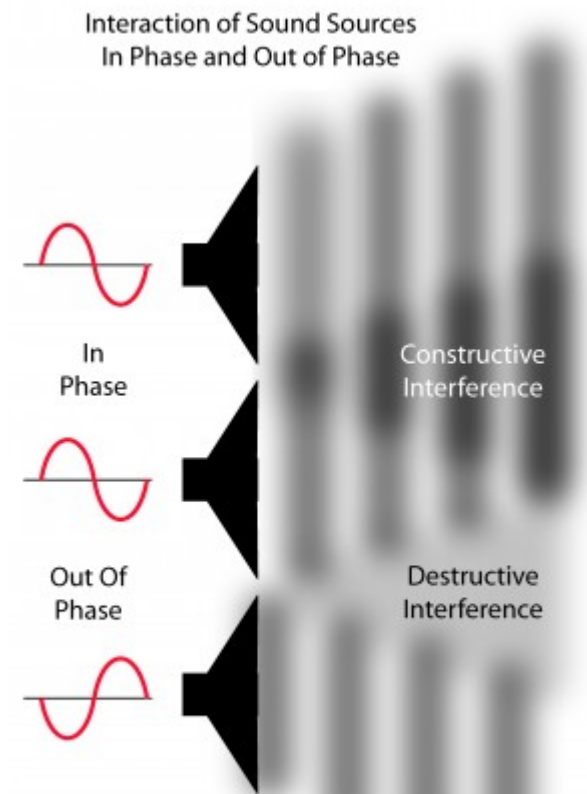 Interaction of Sound Sources
In Phase and Out of Phase
In
Phase
Constructive
Interference
Out Of
Phase
Destructive
Interference